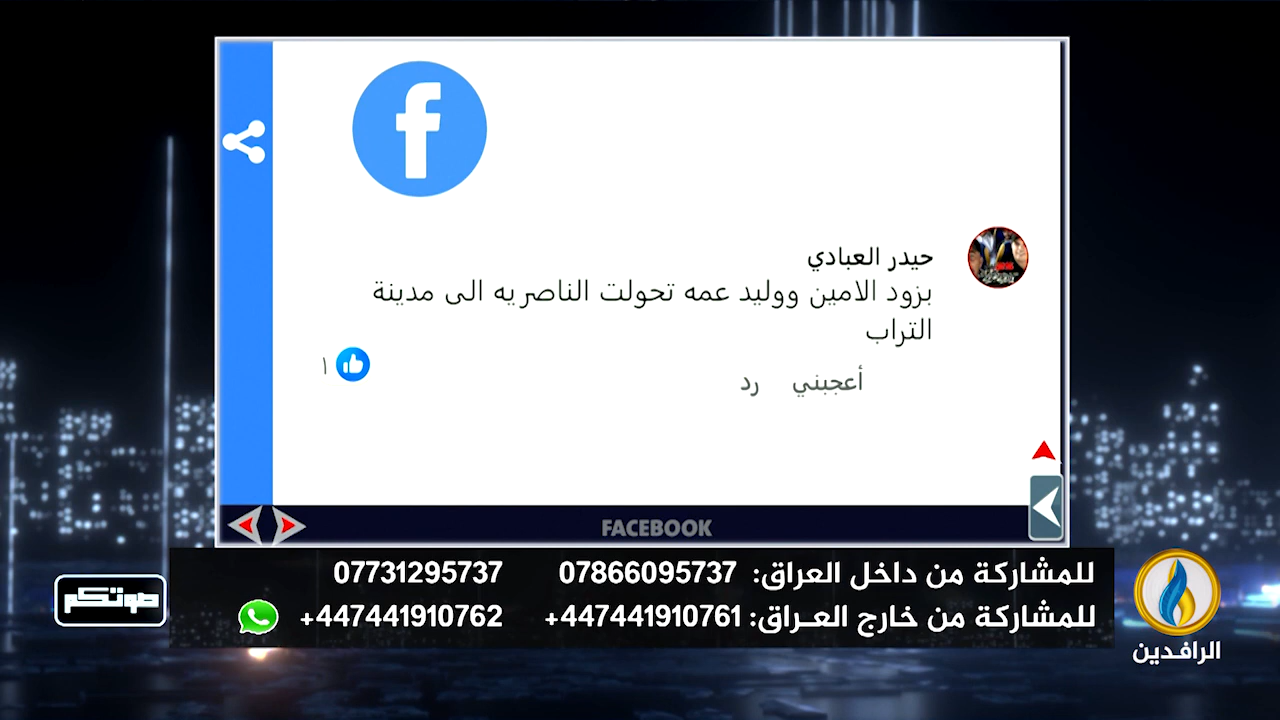 حيدر العبادي
بزود الامين ووليد عمه تحولت الناصريه الى مدينة
التراب
١
أعجبني رد
FACEBOOK
للمشاركة من داخل العراق: 07866095737 07731295737
للمشاركة من خارج العـراق: 447441910761+ 447441910762+
صوتكم
الرافدين